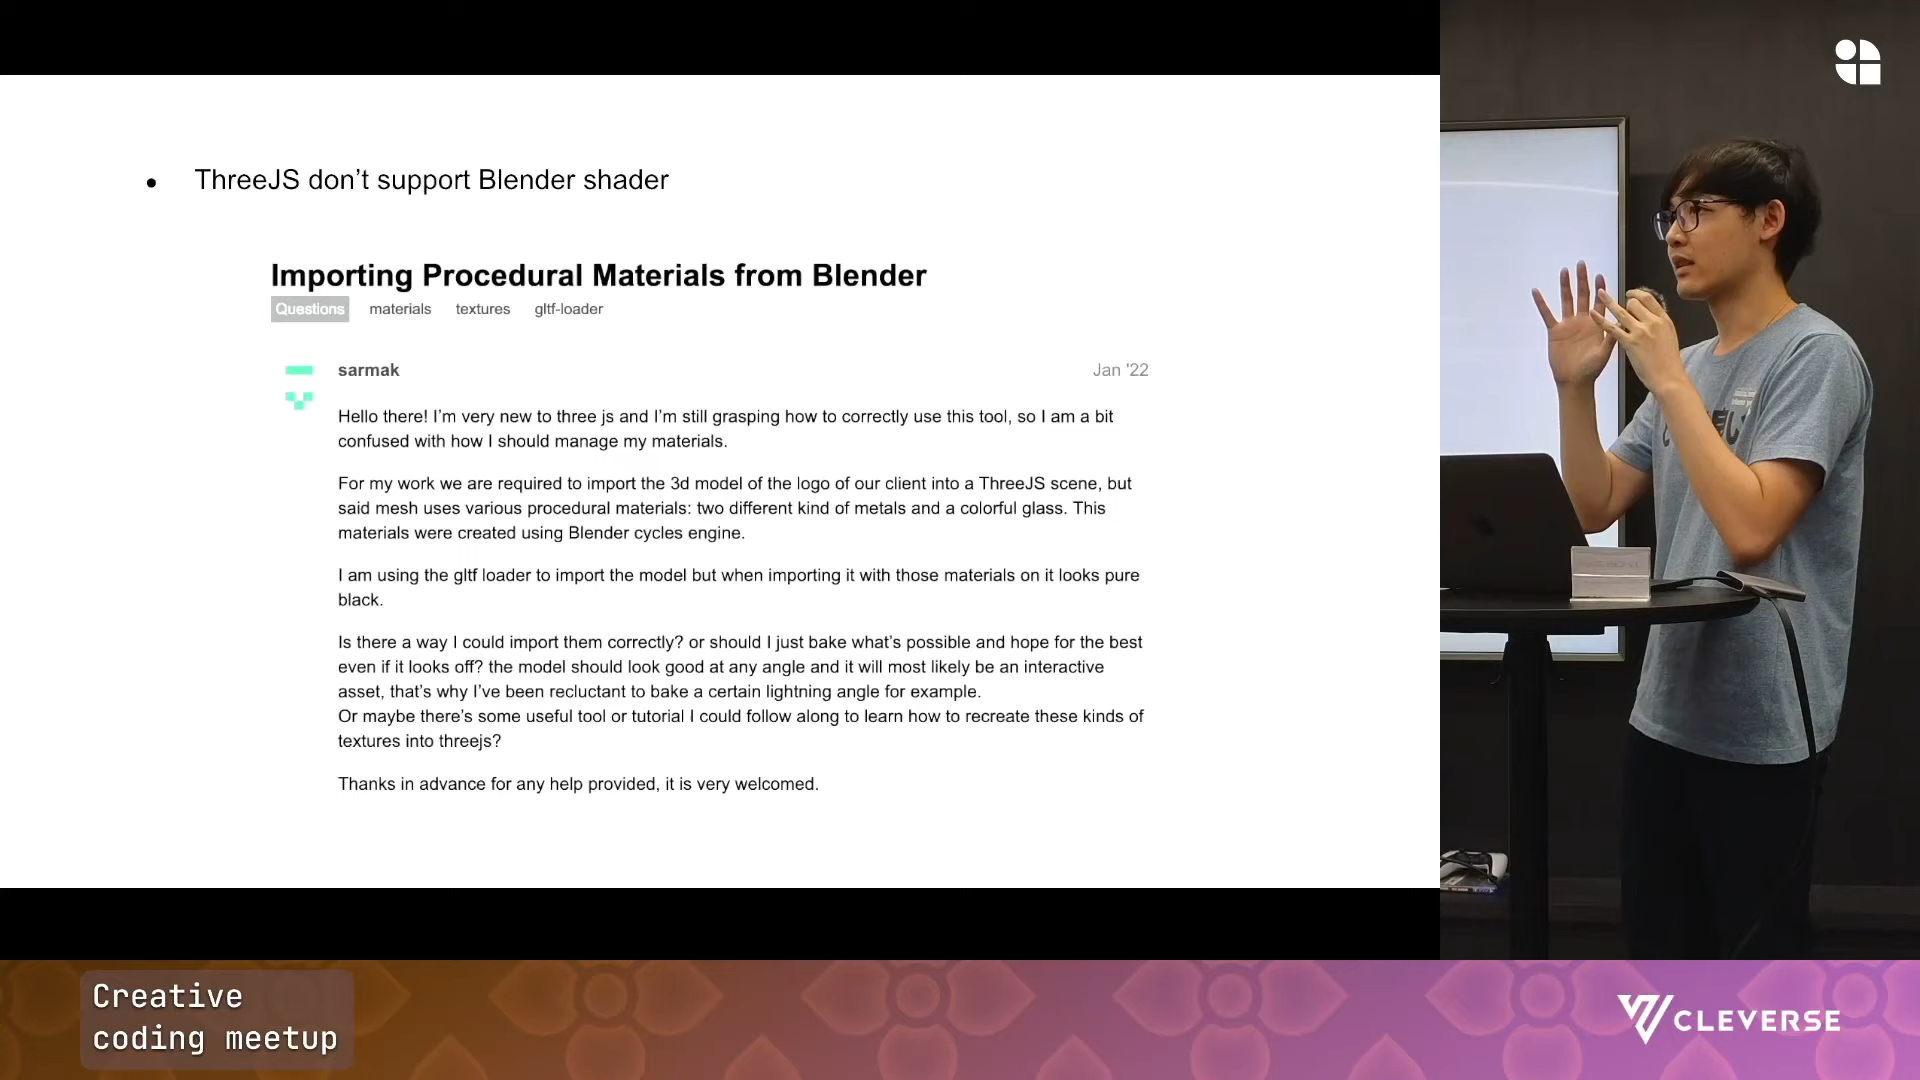 ThreeJS don’t support Blender shader
Importing Procedural Materials from Blender
Questions materials textures gltf-loader
sarmak Jan '22
Hello there! I’m very new to three js and I’m still grasping how to correctly use this tool, so I am a bit
confused with how I should manage my materials.
For my work we are required to import the 3d model of the logo of our client into a ThreeJS scene, but
said mesh uses various procedural materials: two different kind of metals and a colorful glass. This
materials were created using Blender cycles engine.
I am using the gltf loader to import the model but when importing it with those materials on it looks pure
black.
Is there a way I could import them correctly? or should I just bake what’s possible and hope for the best
even if it looks off? the model should look good at any angle and it will most likely be an interactive
asset, that’s why I’ve been recluctant to bake a certain lightning angle for example.
Or maybe there’s some useful tool or tutorial I could follow along to learn how to recreate these kinds of
textures into threejs?
Thanks in advance for any help provided, it is very welcomed.
Creative
coding meetup
CLEVERSE